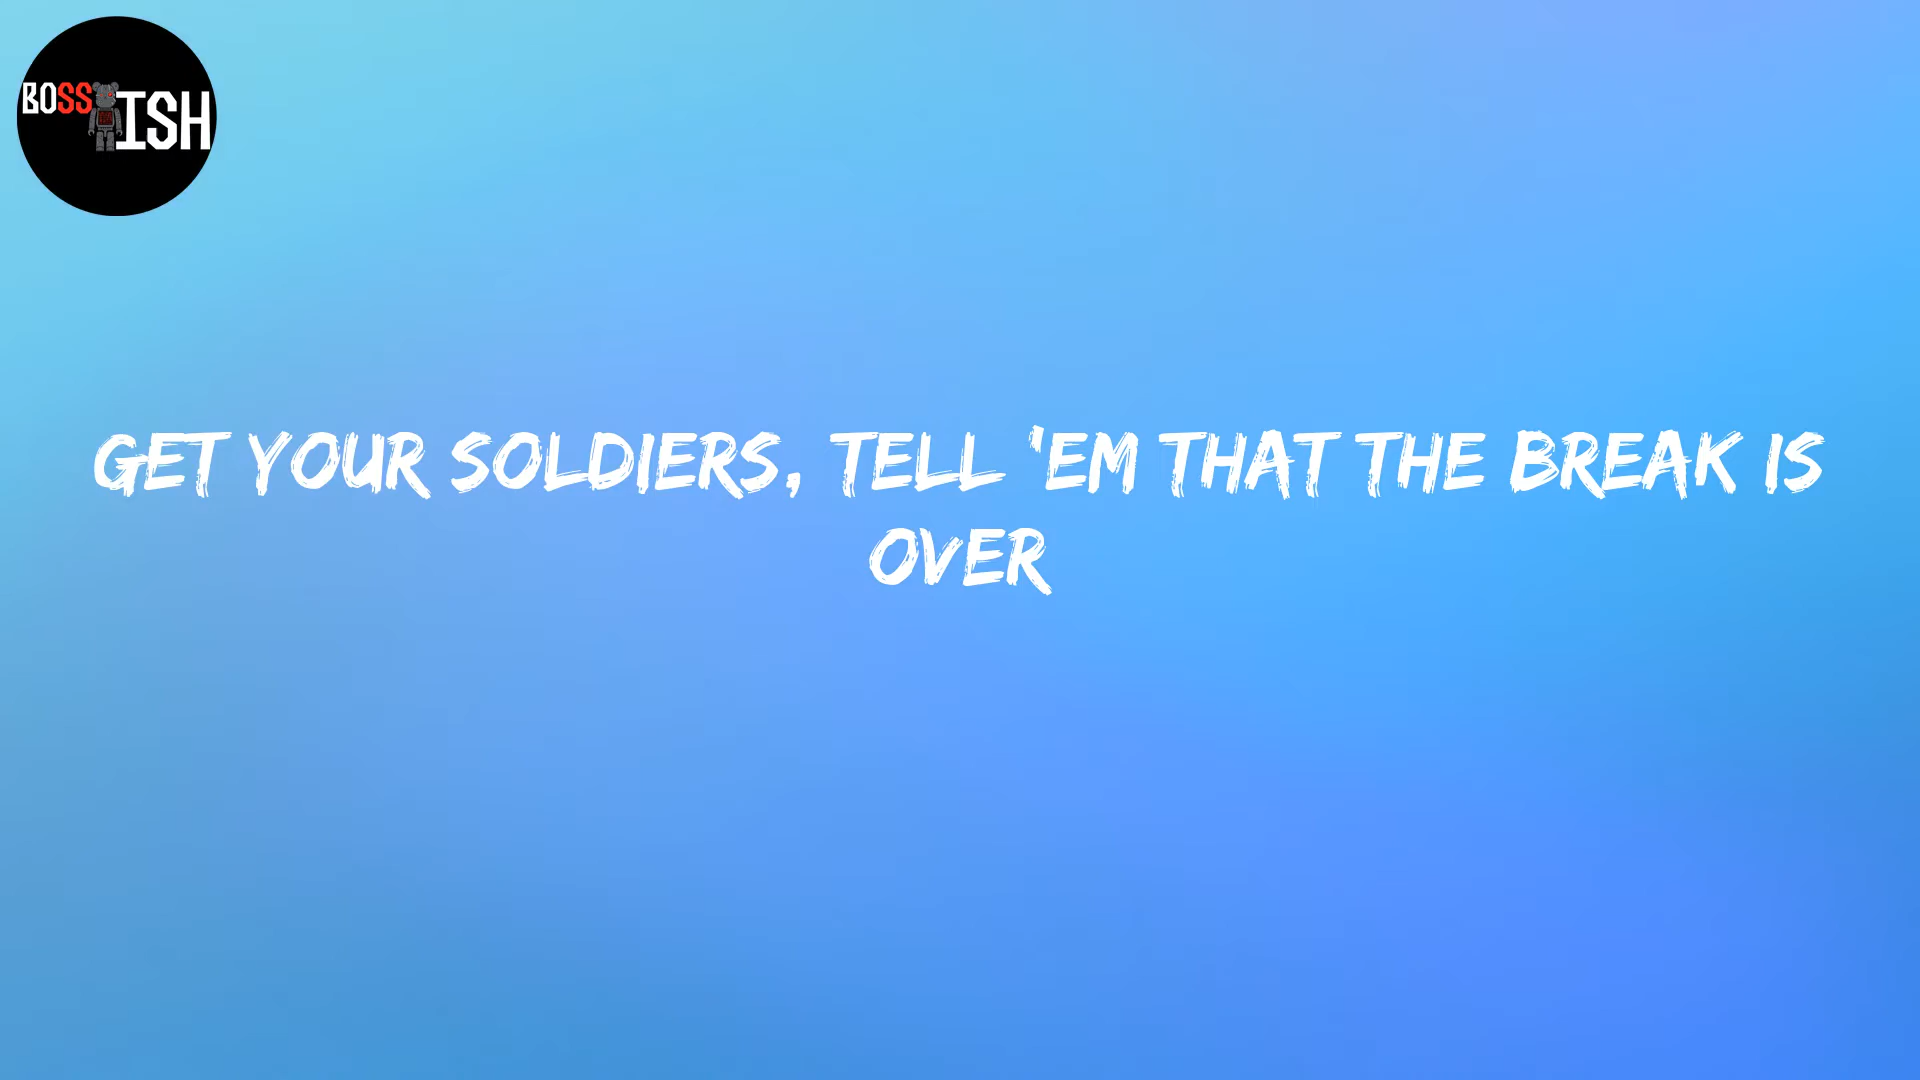 BOSS ISH
GET YOUR SOLDIERS, TELL 'EM THAT THE BREAK IS
OVER